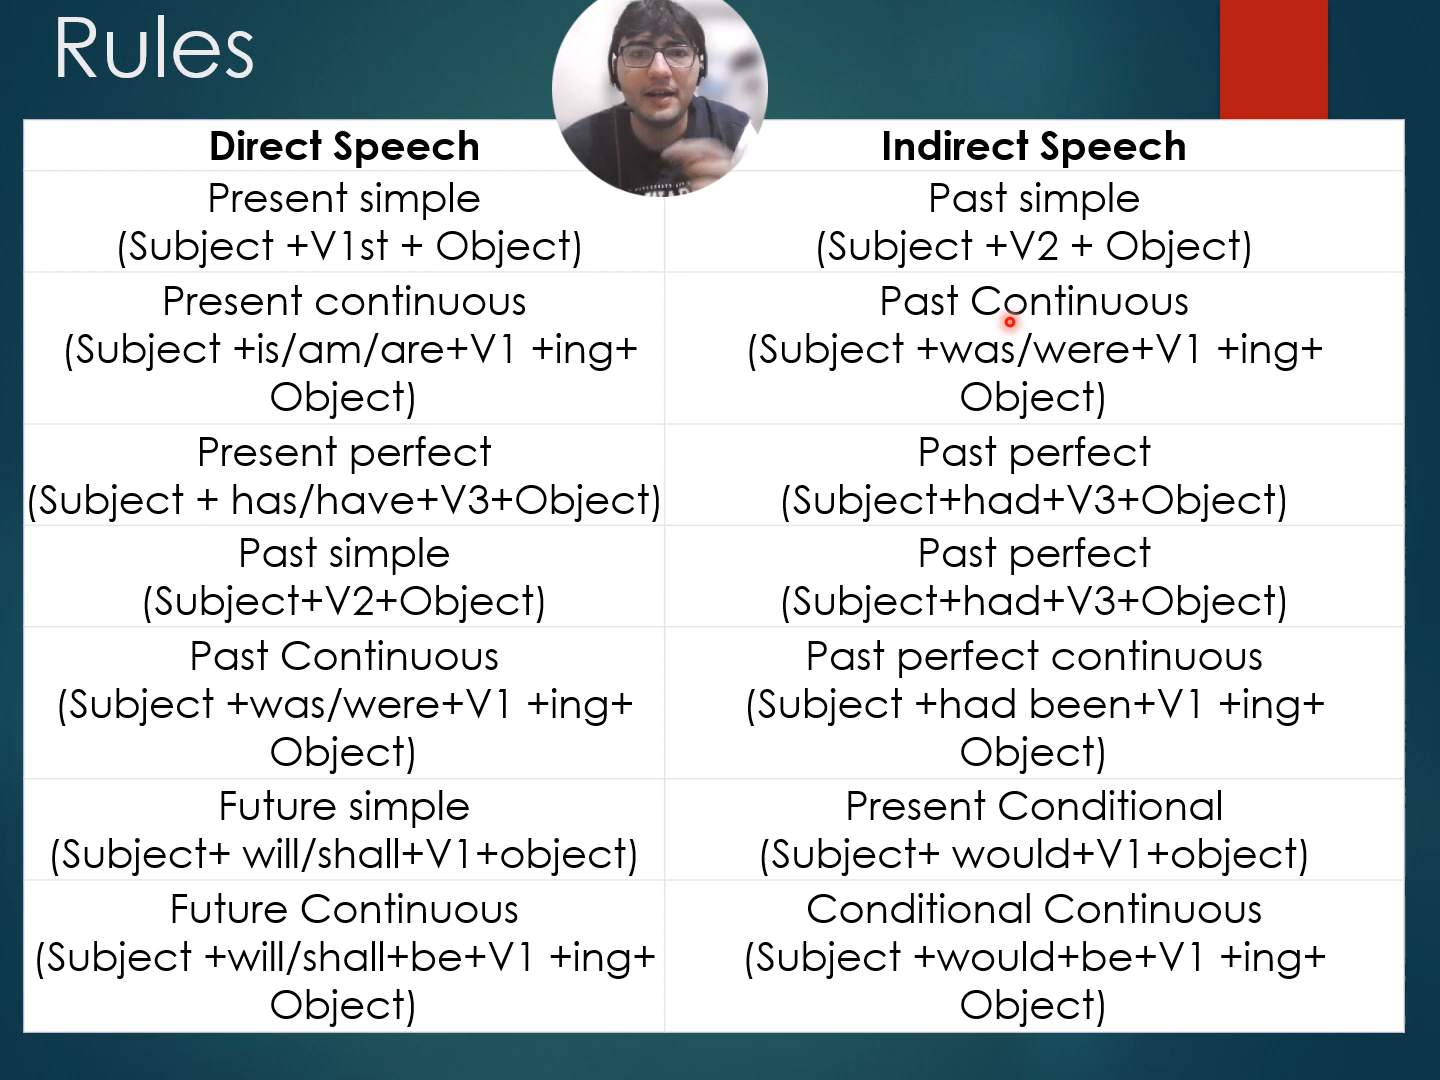 Rules
Direct Speech
Indirect Speech
Present simple
(Subject +V1st + Object)
Past simple
(Subject +V2 + Object)
Present continuous
(Subject +is/am/are+V1 +ing+
Object)
Past Continuous
(Subject +was/were+V1 +ing+
Object)
Present perfect
(Subject + has/have+V3+Object)
Past perfect
(Subject+had+V3+Object)
Past simple
(Subject+V2+Object)
Past perfect
(Subject+had+V3+Object)
Past Continuous
(Subject +was/were+V1 +ing+
Object)
Past perfect continuous
(Subject +had been+V1 +ing+
Object)
Future simple
(Subject+ will/shall+V1+object)
Present Conditional
(Subject+ would+V1+object)
Future Continuous
(Subject +will/shall+be+V1 +ing+
Object)
Conditional Continuous
(Subject +would+be+V1 +ing+
Object)